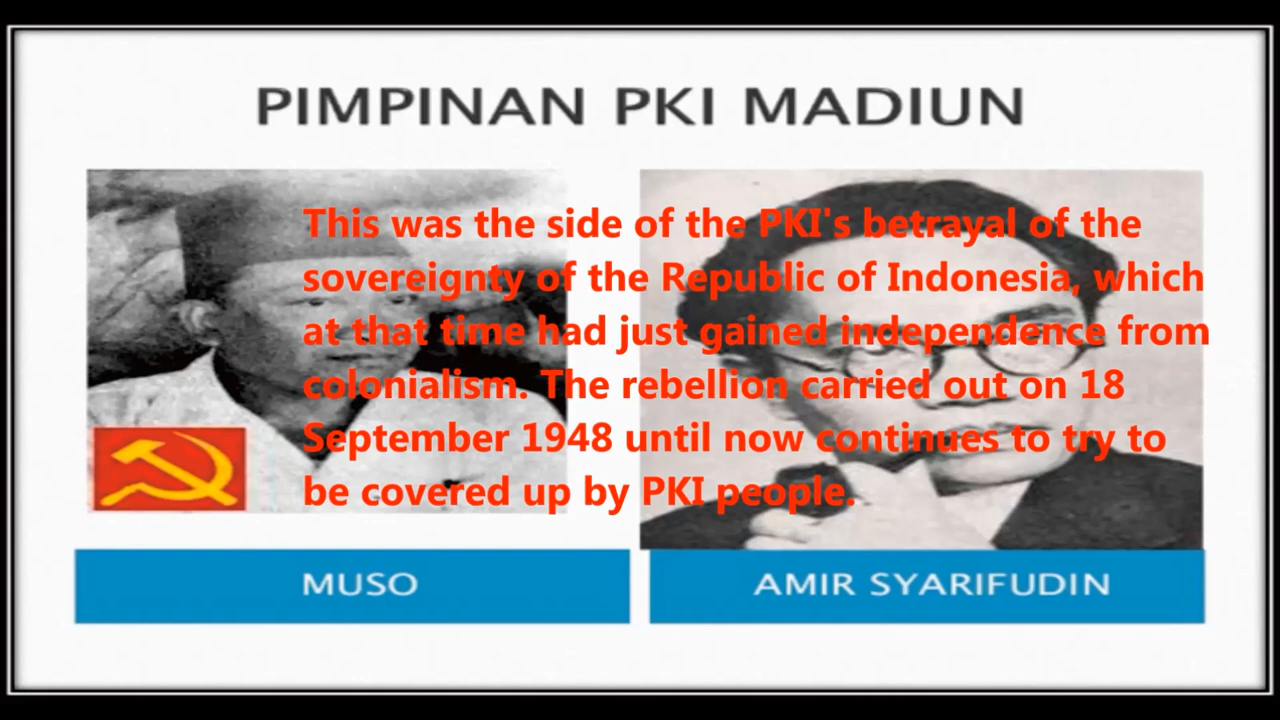 PIMPINAN PKI MADIUN
This was the side of the PKI's betrayal of the
sovereignty of the Republic of Indonesia, which
at that time had just gained independence from
colonialism. The rebellion carried out on 18
September 1948 until now continues to try to
be covered up by PKI people.
MUSO
AMIR SYARIFUDIN